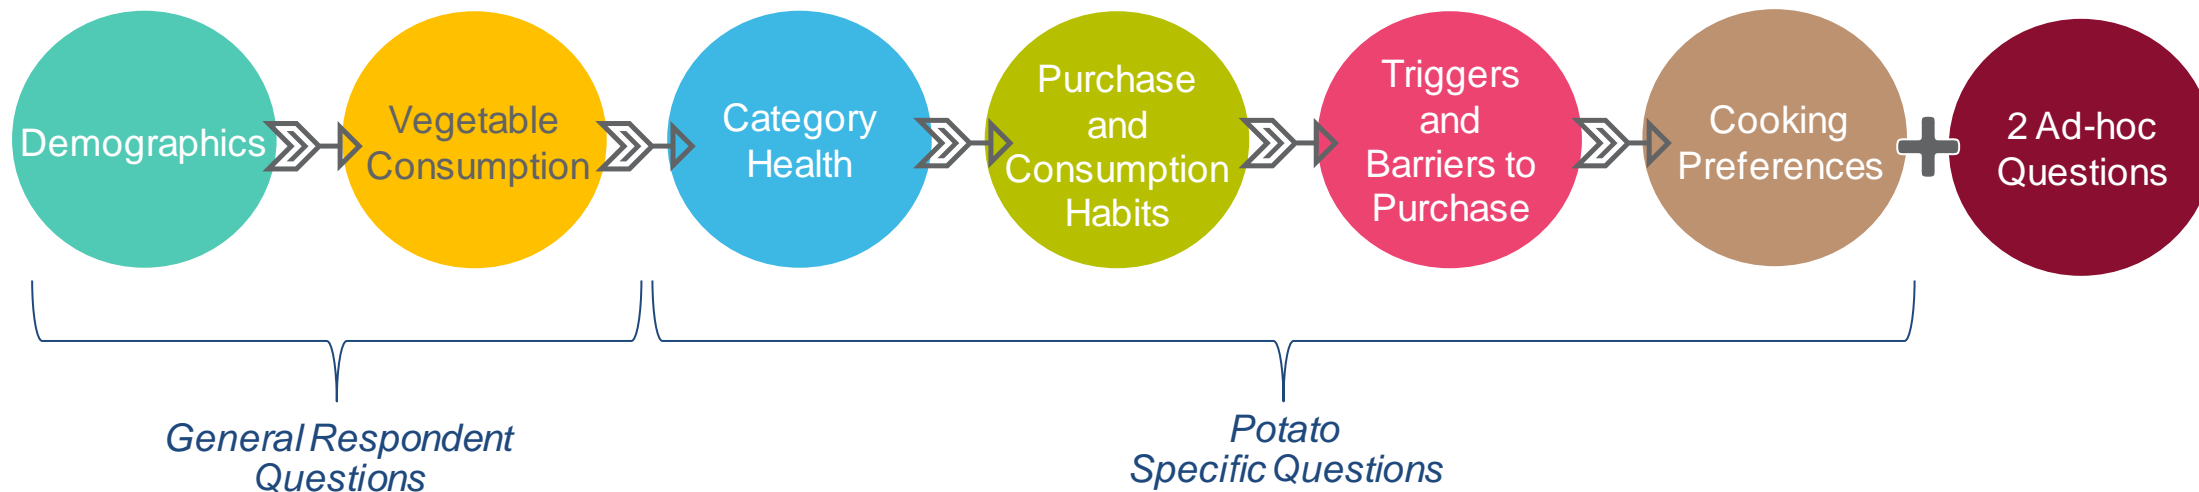 Demographics
Vegetable
Consumption
Category
Health
Purchase
and
Consumption
Habits
Triggers
and
Barriers to
Purchase
Cooking
Preferences
2 Ad-hoc
Questions
General Respondent
Questions
Potato
Specific Questions